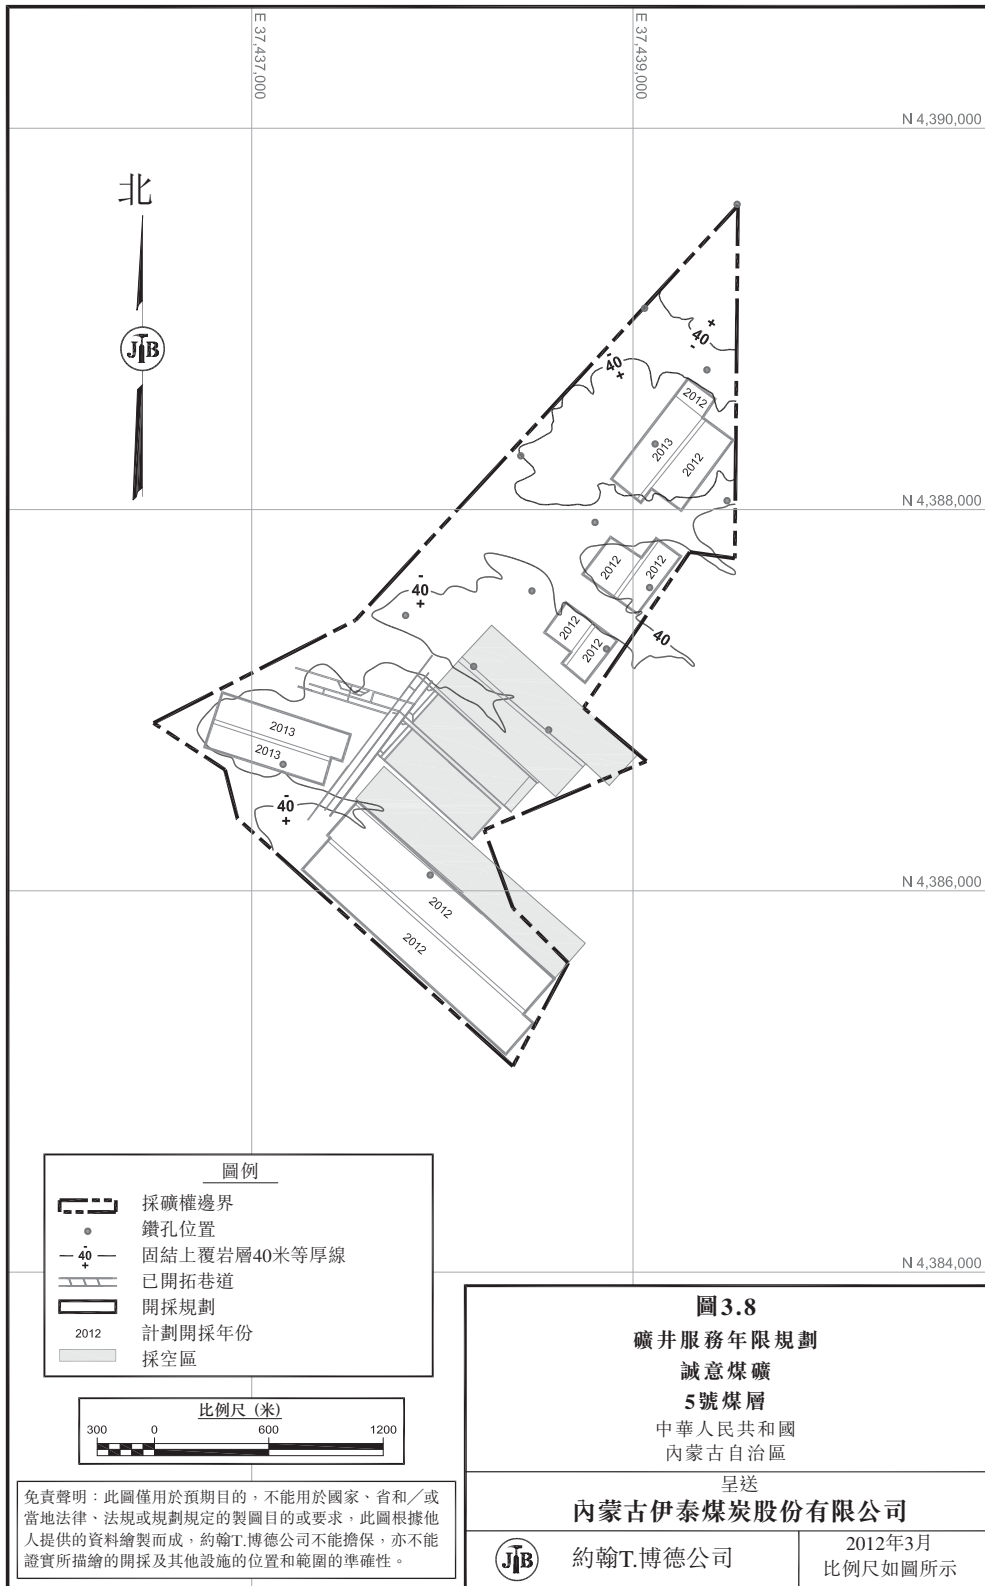 E 37,437,000
E 37,439,000
N 4,390,000
北
JTB
+
40
-
-
40
+
2012
2013
2012
N 4,388,000
2012
2012
-
40
+
2012
2012
40
2013
2013
-
40
+
N 4,386,000
2012
2012
圖例
採礦權邊界
鑽孔位置
-
40
+
固結上覆岩層40米等厚線
已開拓巷道
開採規劃
2012
計劃開採年份
採空區
N 4,384,000
比例尺 (米)
300 0 600 1200
免責聲明：此圖僅用於預期目的，不能用於國家、省和／或
當地法律、法規或規劃規定的製圖目的或要求，此圖根據他
人提供的資料繪製而成，約翰T.博德公司不能擔保，亦不能
證實所描繪的開採及其他設施的位置和範圍的準確性。
圖3.8
礦井服務年限規劃
誠意煤礦
5號煤層
中華人民共和國
內蒙古自治區
呈送
內蒙古伊泰煤炭股份有限公司
JTB
約翰T.博德公司
2012年3月
比例尺如圖所示